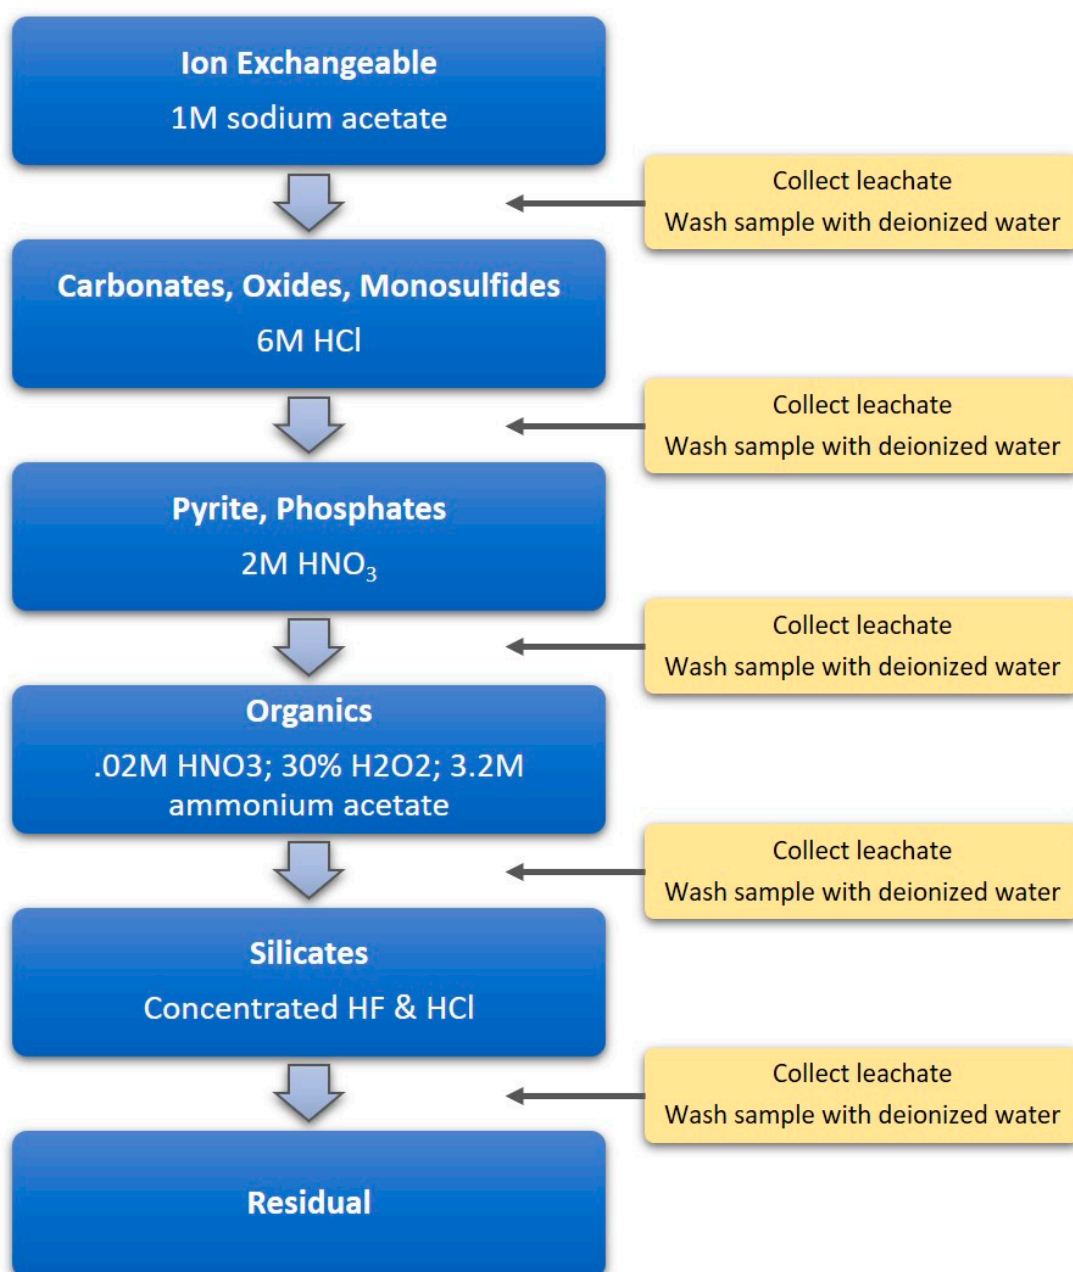 Ion Exchangeable
1M sodium acetate
Collect leachate
Wash sample with deionized water
Carbonates, Oxides, Monosulfides
6M HCl
Collect leachate
Wash sample with deionized water
Pyrite, Phosphates
2M HNO₃
Collect leachate
Wash sample with deionized water
Organics
.02M HNO3; 30% H2O2; 3.2M
ammonium acetate
Collect leachate
Wash sample with deionized water
Silicates
Concentrated HF & HCl
Collect leachate
Wash sample with deionized water
Residual